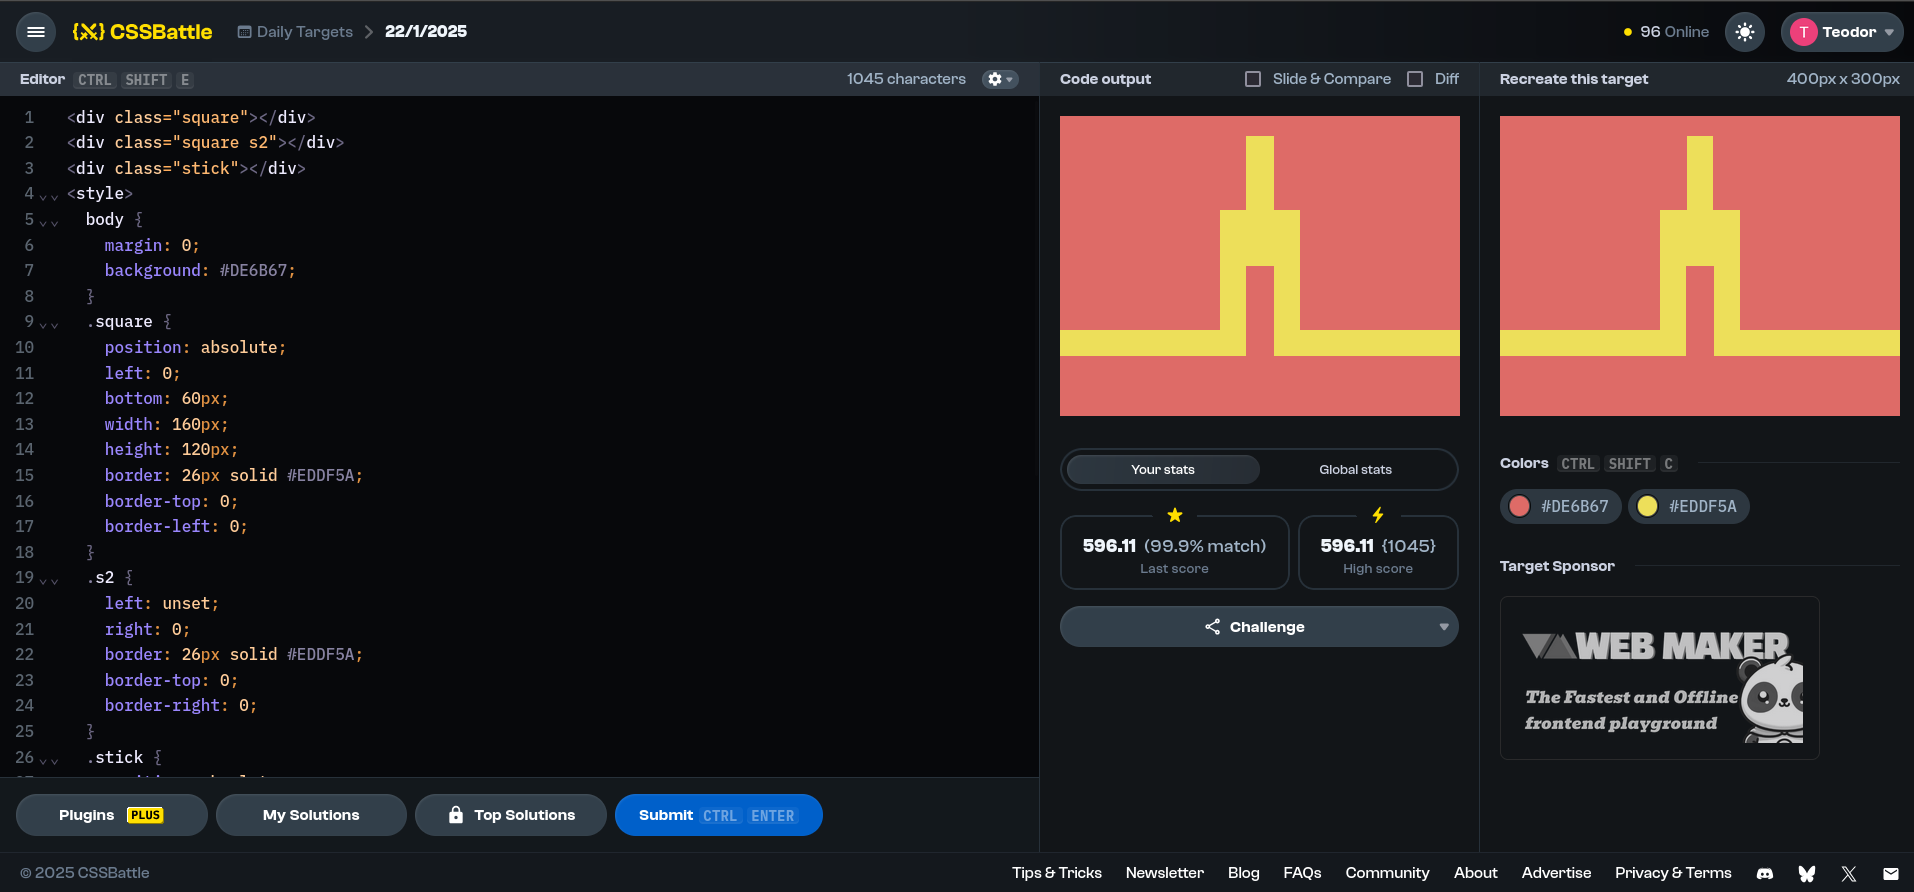 {X} CSSBattle
Daily Targets
22/1/2025
96 Online
T
Teodor
Editor CTRL SHIFT E
1045 characters
1 <div class="square"></div>
2 <div class="square s2"></div>
3 <div class="stick"></div>
4 <style>
5 body {
6 margin: 0;
7 background: #DE6B67;
8 }
9 .square {
10 position: absolute;
11 left: 0;
12 bottom: 60px;
13 width: 160px;
14 height: 120px;
15 border: 26px solid #EDDF5A;
16 border-top: 0;
17 border-left: 0;
18 }
19 .s2 {
20 left: unset;
21 right: 0;
22 border: 26px solid #EDDF5A;
23 border-top: 0;
24 border-right: 0;
25 }
26 .stick {
Plugins PLUS
My Solutions
Top Solutions
Submit CTRL ENTER
Code output
Slide & Compare
Diff
Your stats
Global stats
596.11 (99.9% match)
Last score
596.11 {1045}
High score
Challenge
Recreate this target
400px x 300px
Colors CTRL SHIFT C
#DE6B67
#EDDF5A
Target Sponsor
WEB MAKER
The Fastest and Offline
frontend playground
© 2025 CSSBattle
Tips & Tricks
Newsletter
Blog
FAQs
Community
About
Advertise
Privacy & Terms